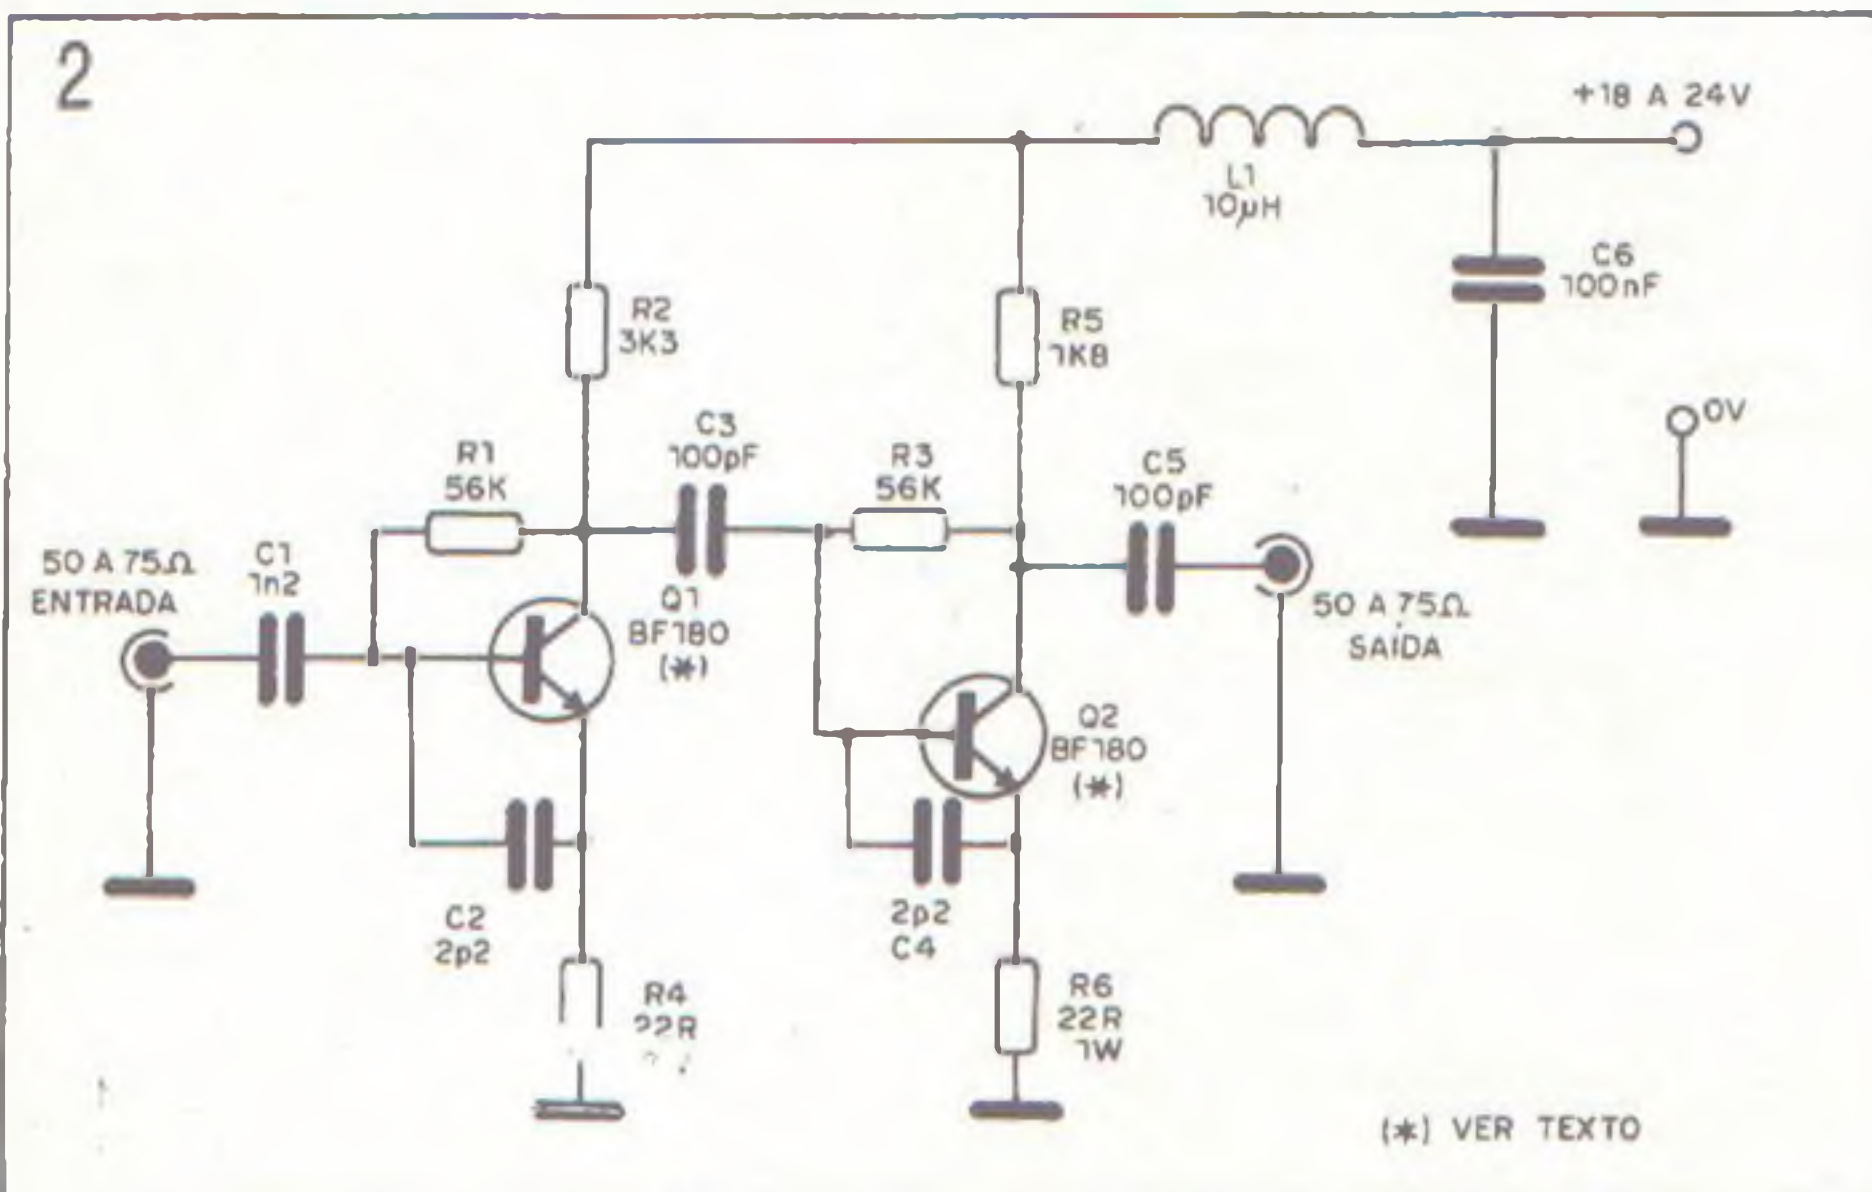 2
+18 A 24V
L1
10µH
C6
100nF
R2
3K3
R5
1K8
0V
C3
100pF
R1
56K
R3
56K
C5
100pF
50 A 75Ω
ENTRADA
C1
1n2
Q1
BF180
(*)
50 A 75Ω
SAÍDA
Q2
BF180
(*)
C2
2p2
2p2
C4
R4
22R
R6
22R
1W
(*) VER TEXTO